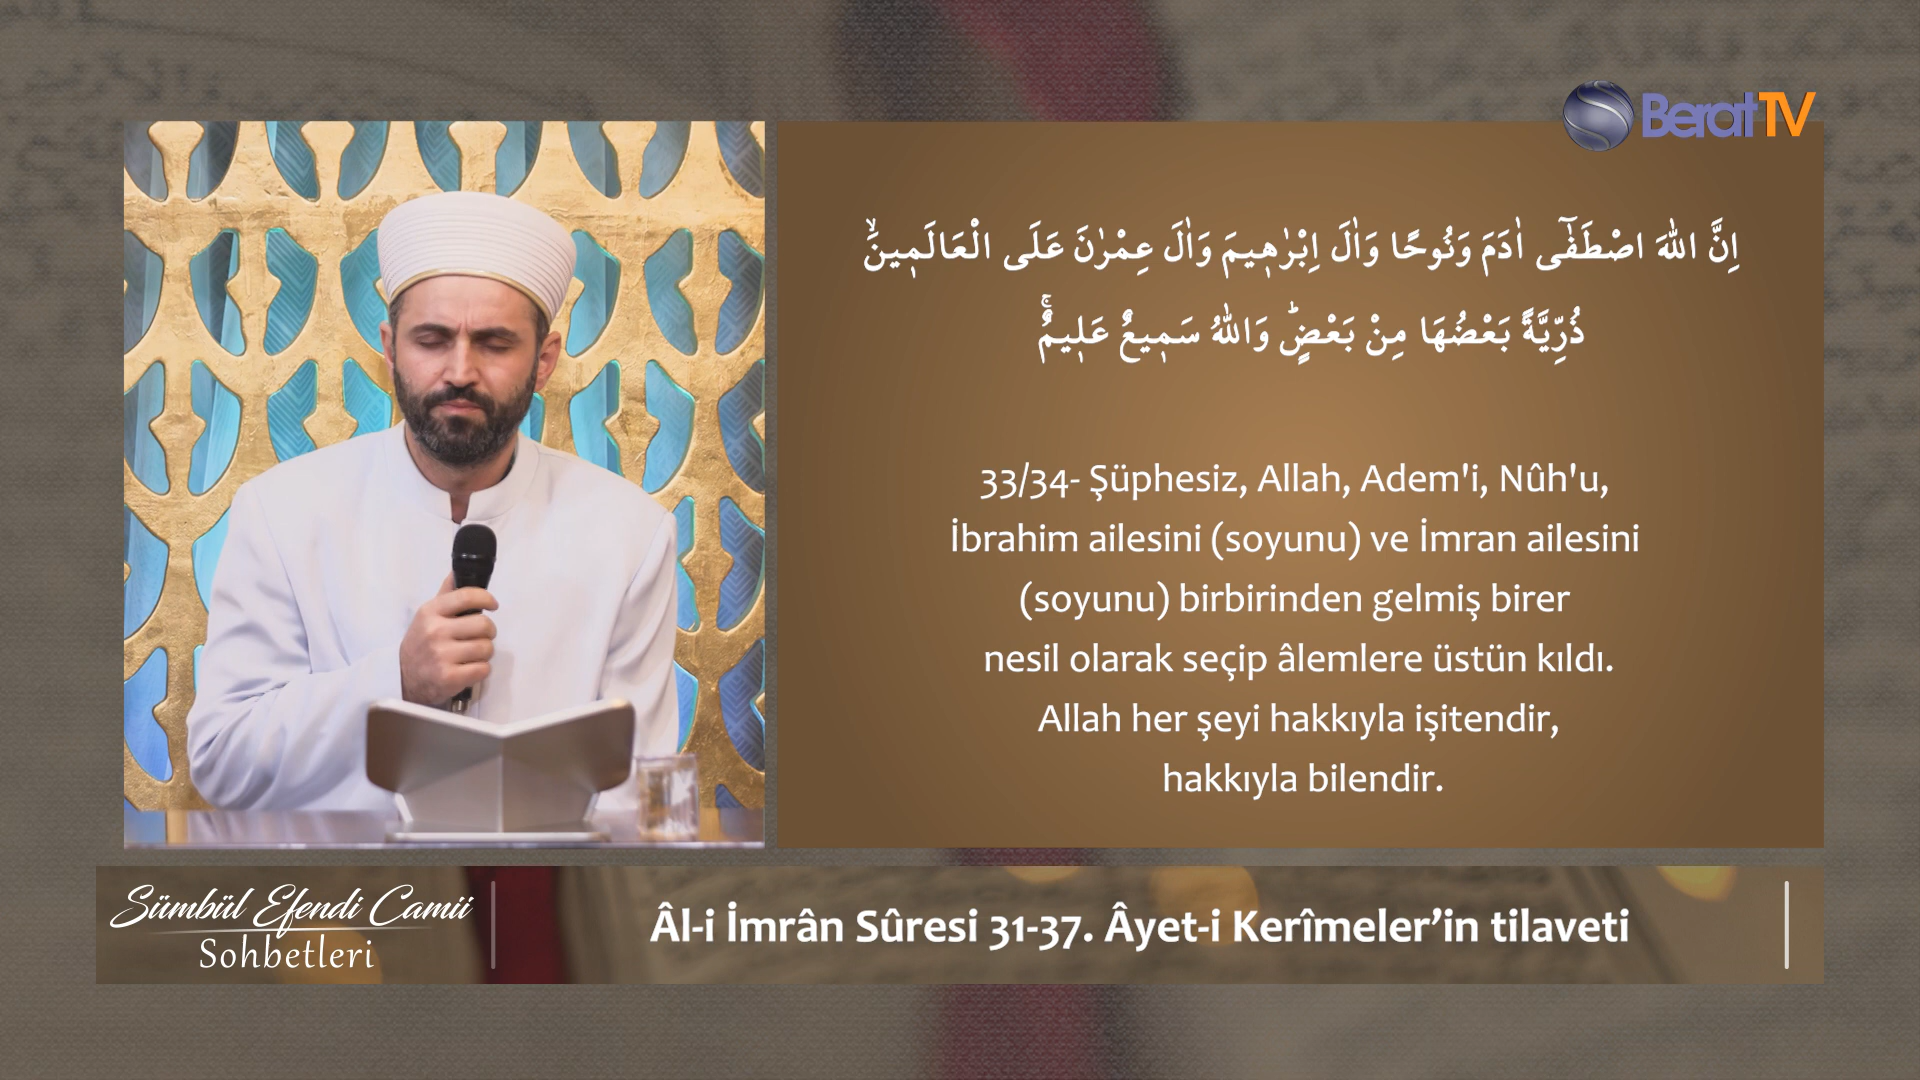 Berat TV
اِنَّ اللّٰهَ اصْطَفٰٓى اٰدَمَ وَنُوحًا وَاٰلَ اِبْرٰه۪يمَ وَاٰلَ عِمْرٰنَ عَلَى الْعَالَم۪ينَۙ
ذُرِّيَّةً بَعْضُهَا مِنْ بَعْضٍۜ وَاللّٰهُ سَم۪يعٌ عَل۪يمٌۚ
33/34- Şüphesiz, Allah, Adem'i, Nûh'u,
İbrahim ailesini (soyunu) ve İmran ailesini
(soyunu) birbirinden gelmiş birer
nesil olarak seçip âlemlere üstün kıldı.
Allah her şeyi hakkıyla işitendir,
hakkıyla bilendir.
Sümbül Efendi Camii
Sohbetleri
Âl-i İmrân Sûresi 31-37. Âyet-i Kerîmeler’in tilaveti